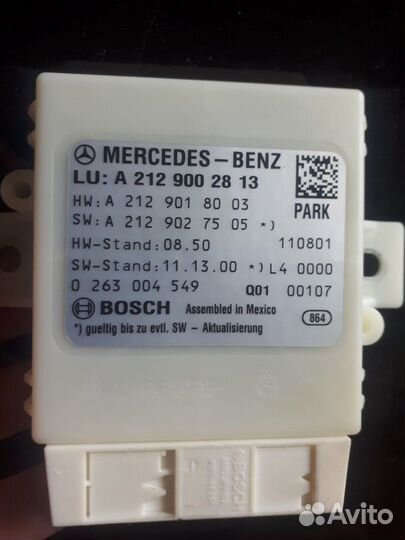 MERCEDES-BENZ
LU: A 212 900 28 13
HW: A 212 901 80 03
PARK
SW: A 212 902 75 05 *)
HW-Stand: 08.50 110801
SW-Stand: 11.13.00 *) L4 0000
0 263 004 549 Q01 00107
BOSCH Assembled in Mexico 864
*) gueltig bis zu evtl. SW - Aktualisierung
BOSCH
Avito